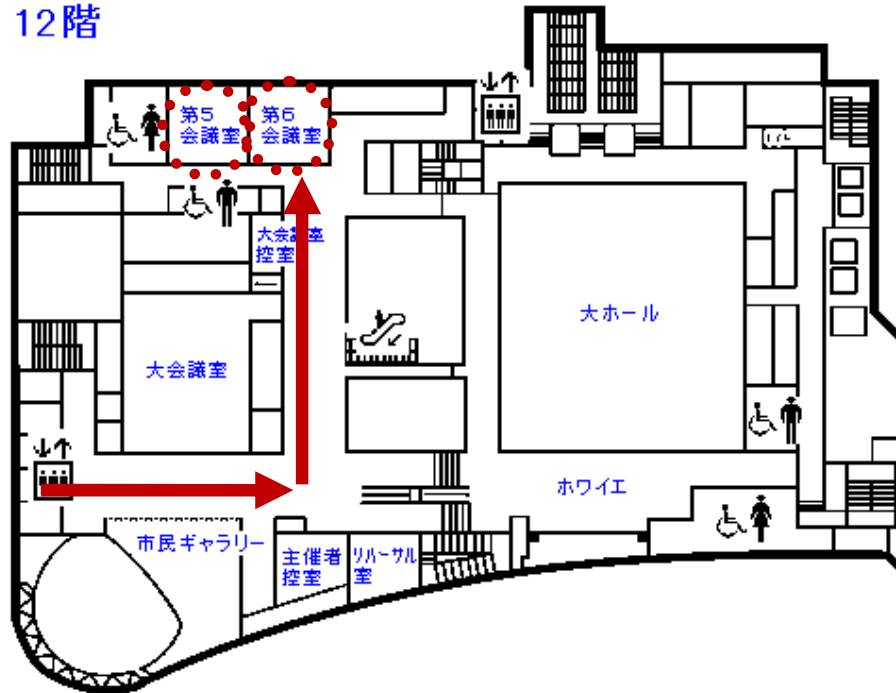 12階
第5
会議室
第6
会議室
大会議室
控室
大ホール
大会議室
ホワイエ
市民ギャラリー
主催者
控室
リハーサル
室